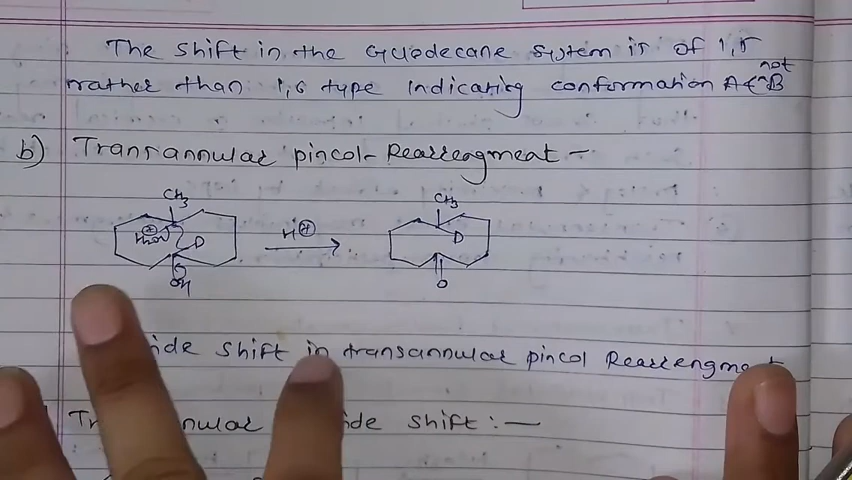 The shift in the cyclodecane system is of 1,5
not
rather than 1,6 type indicating conformation A & B
b) Transannular pincol-Rearrengment -
CH3
CH3
H2O
D
H⊕
D
OH
O
ide shift in transannular pincol Rearrengme
nular
ide shift :-